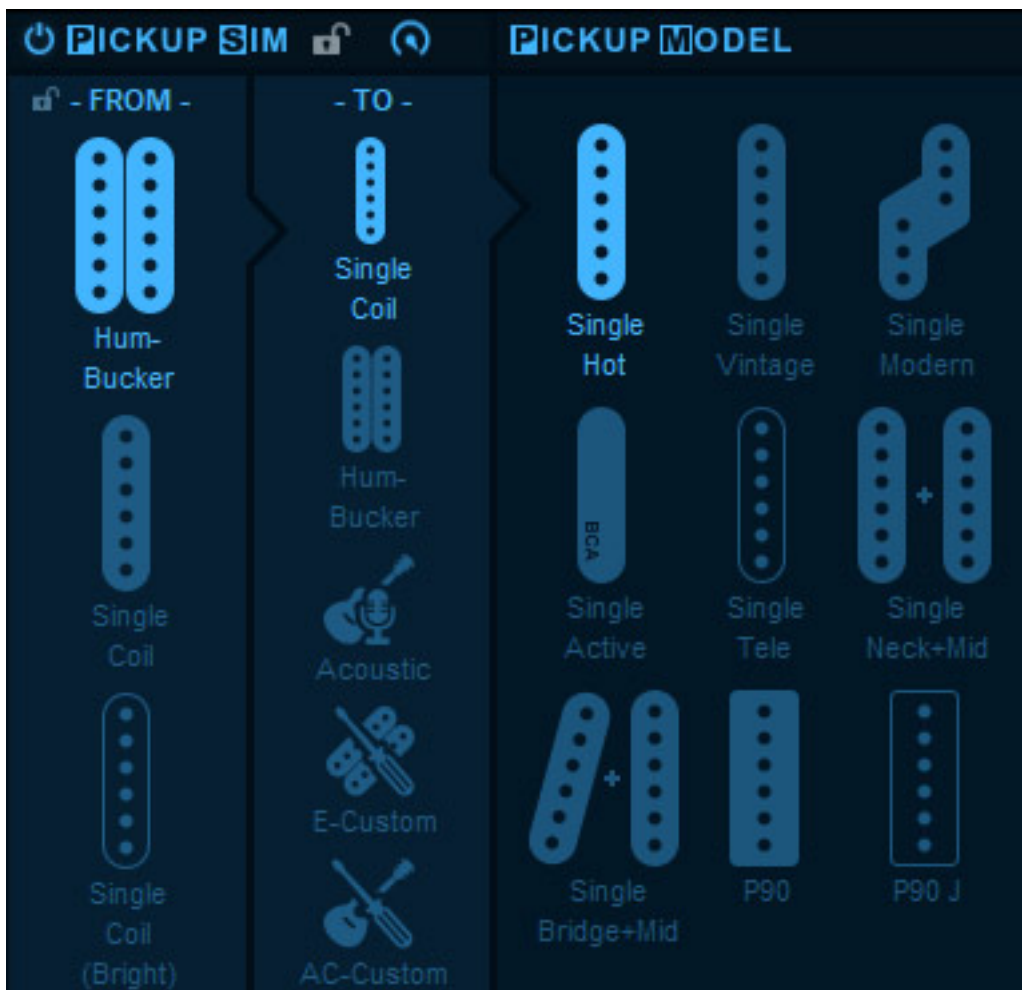 PICKUP SIM
PICKUP MODEL
- FROM -
Hum-
Bucker
Single
Coil
Single
Coil
(Bright)
- TO -
Single
Coil
Hum-
Bucker
Acoustic
E-Custom
AC-Custom
Single
Hot
Single
Vintage
Single
Modern
BCA
Single
Active
Single
Tele
+
Single
Neck+Mid
+
Single
Bridge+Mid
P90
P90 J